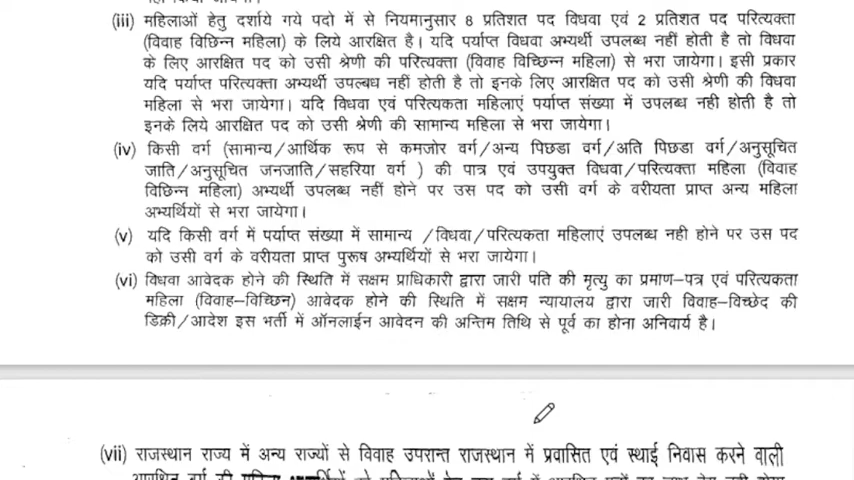 (iii) महिलाओं हेतु दर्शाये गये पदो में से नियमानुसार 8 प्रतिशत पद विधवा एवं 2 प्रतिशत पद परित्यक्ता
(विवाह विछिन्न महिला) के लिये आरक्षित है। यदि पर्याप्त विधवा अभ्यर्थी उपलब्ध नहीं होती है तो विधवा
के लिए आरक्षित पद को उसी श्रेणी की परित्यक्ता (विवाह विच्छिन्न महिला) से भरा जायेगा। इसी प्रकार
यदि पर्याप्त परित्यक्ता अभ्यर्थी उपल्बध नहीं होती है तो इनके लिए आरक्षित पद को उसी श्रेणी की विधवा
महिला से भरा जायेगा। यदि विधवा एवं परित्यकता महिलाएं पर्याप्त संख्या में उपलब्ध नही होती है तो
इनके लिये आरक्षित पद को उसी श्रेणी की सामान्य महिला से भरा जायेगा।
(iv) किसी वर्ग (सामान्य/आर्थिक रूप से कमजोर वर्ग/अन्य पिछडा वर्ग/अति पिछडा वर्ग/अनुसूचित
जाति/अनुसूचित जनजाति/सहरिया वर्ग ) की पात्र एवं उपयुक्त विधवा/परित्यक्ता महिला (विवाह
विछिन्न महिला) अभ्यर्थी उपलब्ध नहीं होने पर उस पद को उसी वर्ग के वरीयता प्राप्त अन्य महिला
अभ्यर्थियों से भरा जायेगा।
(v) यदि किसी वर्ग में पर्याप्त संख्या में सामान्य /विधवा/परित्यकता महिलाएं उपलब्ध नही होने पर उस पद
को उसी वर्ग के वरीयता प्राप्त पुरूष अभ्यर्थियों से भरा जायेगा।
(vi) विधवा आवेदक होने की स्थिति में सक्षम प्राधिकारी द्वारा जारी पति की मृत्यु का प्रमाण–पत्र एवं परित्यकता
महिला (विवाह–विच्छिन) आवेदक होने की स्थिति में सक्षम न्यायालय द्वारा जारी विवाह–विच्छेद की
डिक्री/आदेश इस भर्ती में ऑनलाईन आवेदन की अन्तिम तिथि से पूर्व का होना अनिवार्य है।
(vii) राजस्थान राज्य में अन्य राज्यों से विवाह उपरान्त राजस्थान में प्रवासित एवं स्थाई निवास करने वाली